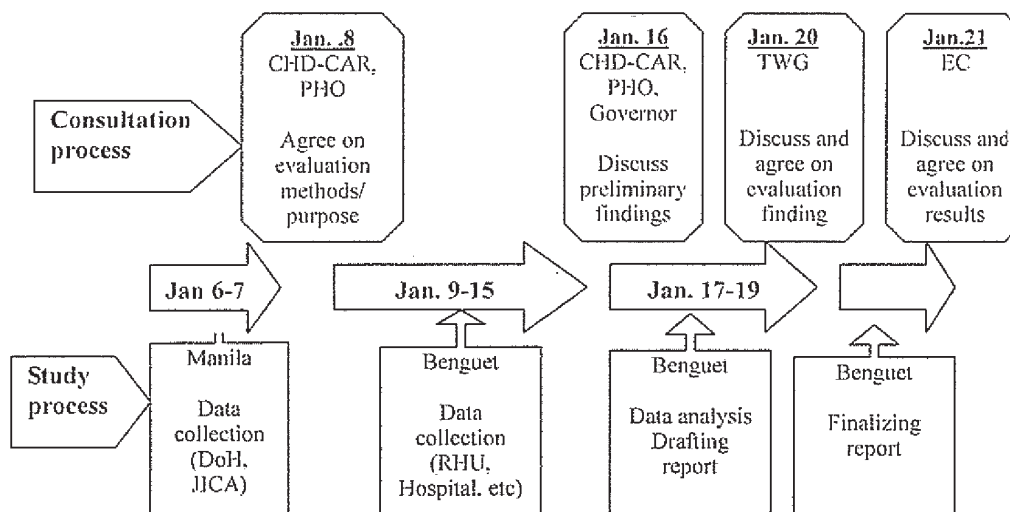 Consultation
process
Jan. .8
CHD-CAR,
PHO
Agree on
evaluation
methods/
purpose
Jan. 16
CHD-CAR,
PHO,
Governor
Discuss
preliminary
findings
Jan. 20
TWG
Discuss and
agree on
evaluation
finding
Jan.21
EC
Discuss and
agree on
evaluation
results
Jan 6-7
Jan. 9-15
Jan. 17-19
Study
process
Manila
Data
collection
(DoH,
JICA)
Benguet
Data
collection
(RHU,
Hospital. etc)
Benguet
Data analysis
Drafting
report
Benguet
Finalizing
report